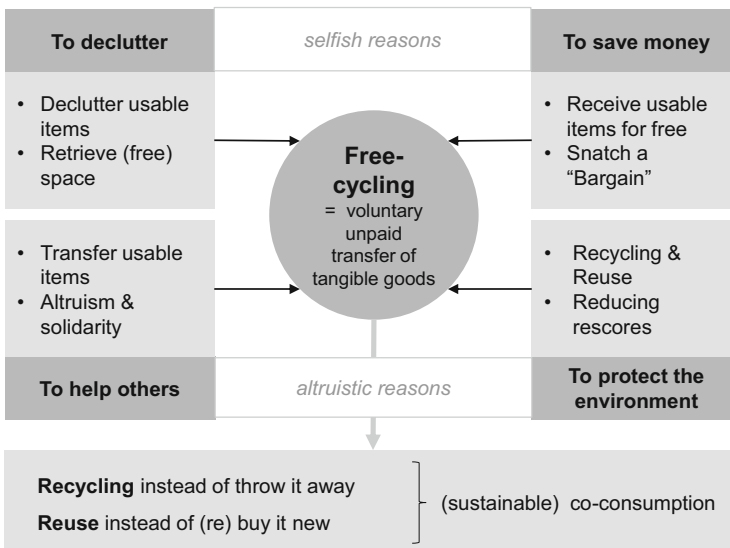 To declutter
selfish reasons
To save money
• Declutter usable
items
• Retrieve (free)
space
• Receive usable
items for free
• Snatch a
“Bargain”
Free-
cycling
= voluntary
unpaid
transfer of
tangible goods
• Transfer usable
items
• Altruism &
solidarity
• Recycling &
Reuse
• Reducing
rescores
To help others
altruistic reasons
To protect the
environment
Recycling instead of throw it away
Reuse instead of (re) buy it new
(sustainable) co-consumption